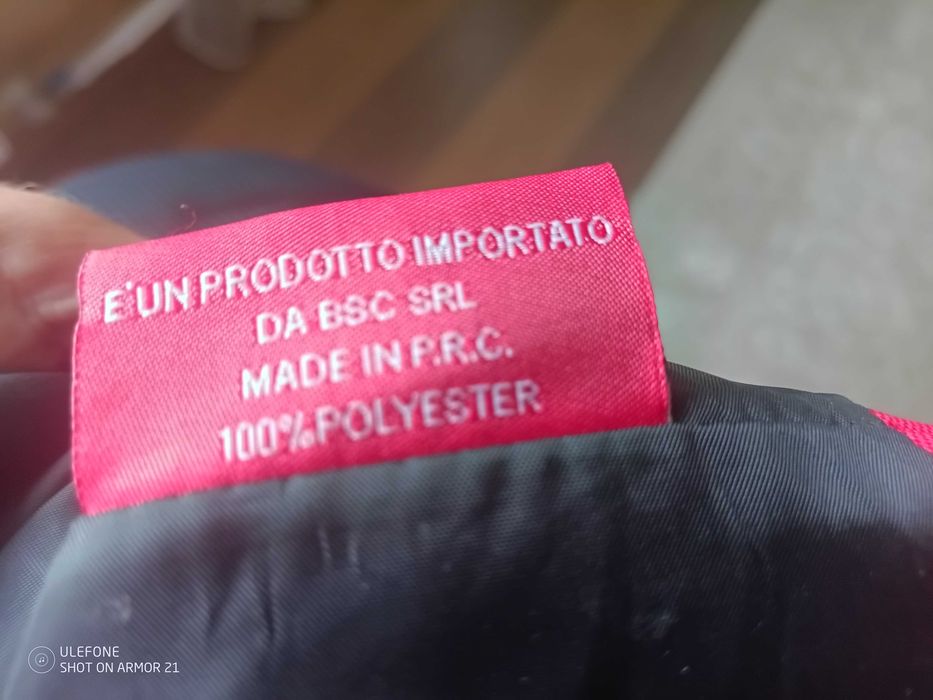 E'UN PRODOTTO IMPORTATO
DA BSC SRL
MADE IN P.R.C.
100%POLYESTER
ULEFONE
SHOT ON ARMOR 21